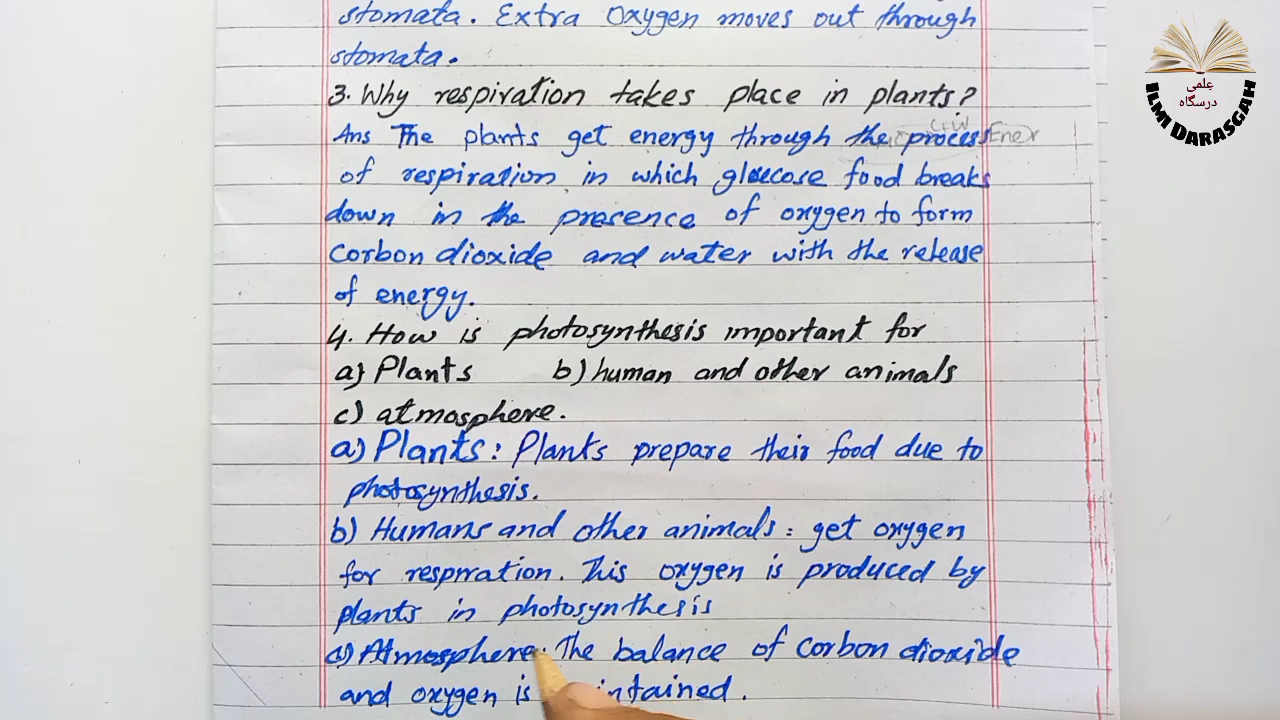 stomata. Extra Oxygen moves out through
stomata.
3. Why respiration takes place in plants?
Ans The plants get energy through the process
of respiration in which glucose food breaks
down in the presence of oxygen to form
Corbon dioxide and water with the release
of energy.
4. How is photosynthesis important for
a) Plants b) human and other animals
c) atmosphere.
a) Plants: Plants prepare their food due to
photosynthesis.
b) Humans and other animals: get oxygen
for respiration. This oxygen is produced by
plants in photosynthesis
c) Atmosphere: The balance of Corbon dioxide
and oxygen is
علمی
درسگاه
ILMI DARASGAH